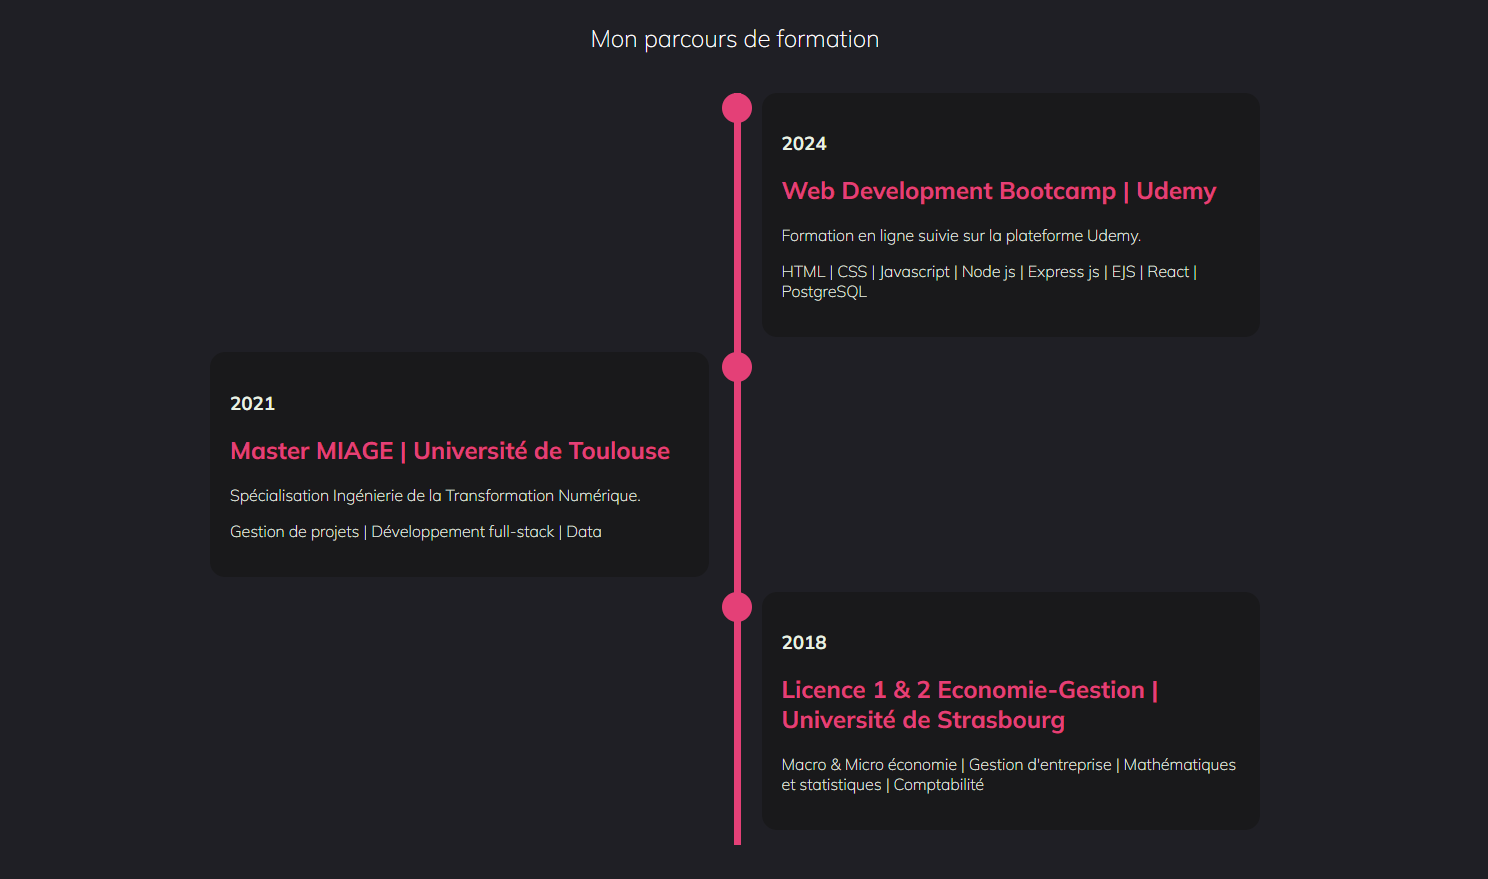 Mon parcours de formation
2024
Web Development Bootcamp | Udemy
Formation en ligne suivie sur la plateforme Udemy.
HTML | CSS | Javascript | Node js | Express js | EJS | React |
PostgreSQL
2021
Master MIAGE | Université de Toulouse
Spécialisation Ingénierie de la Transformation Numérique.
Gestion de projets | Développement full-stack | Data
2018
Licence 1 & 2 Economie-Gestion |
Université de Strasbourg
Macro & Micro économie | Gestion d'entreprise | Mathématiques
et statistiques | Comptabilité